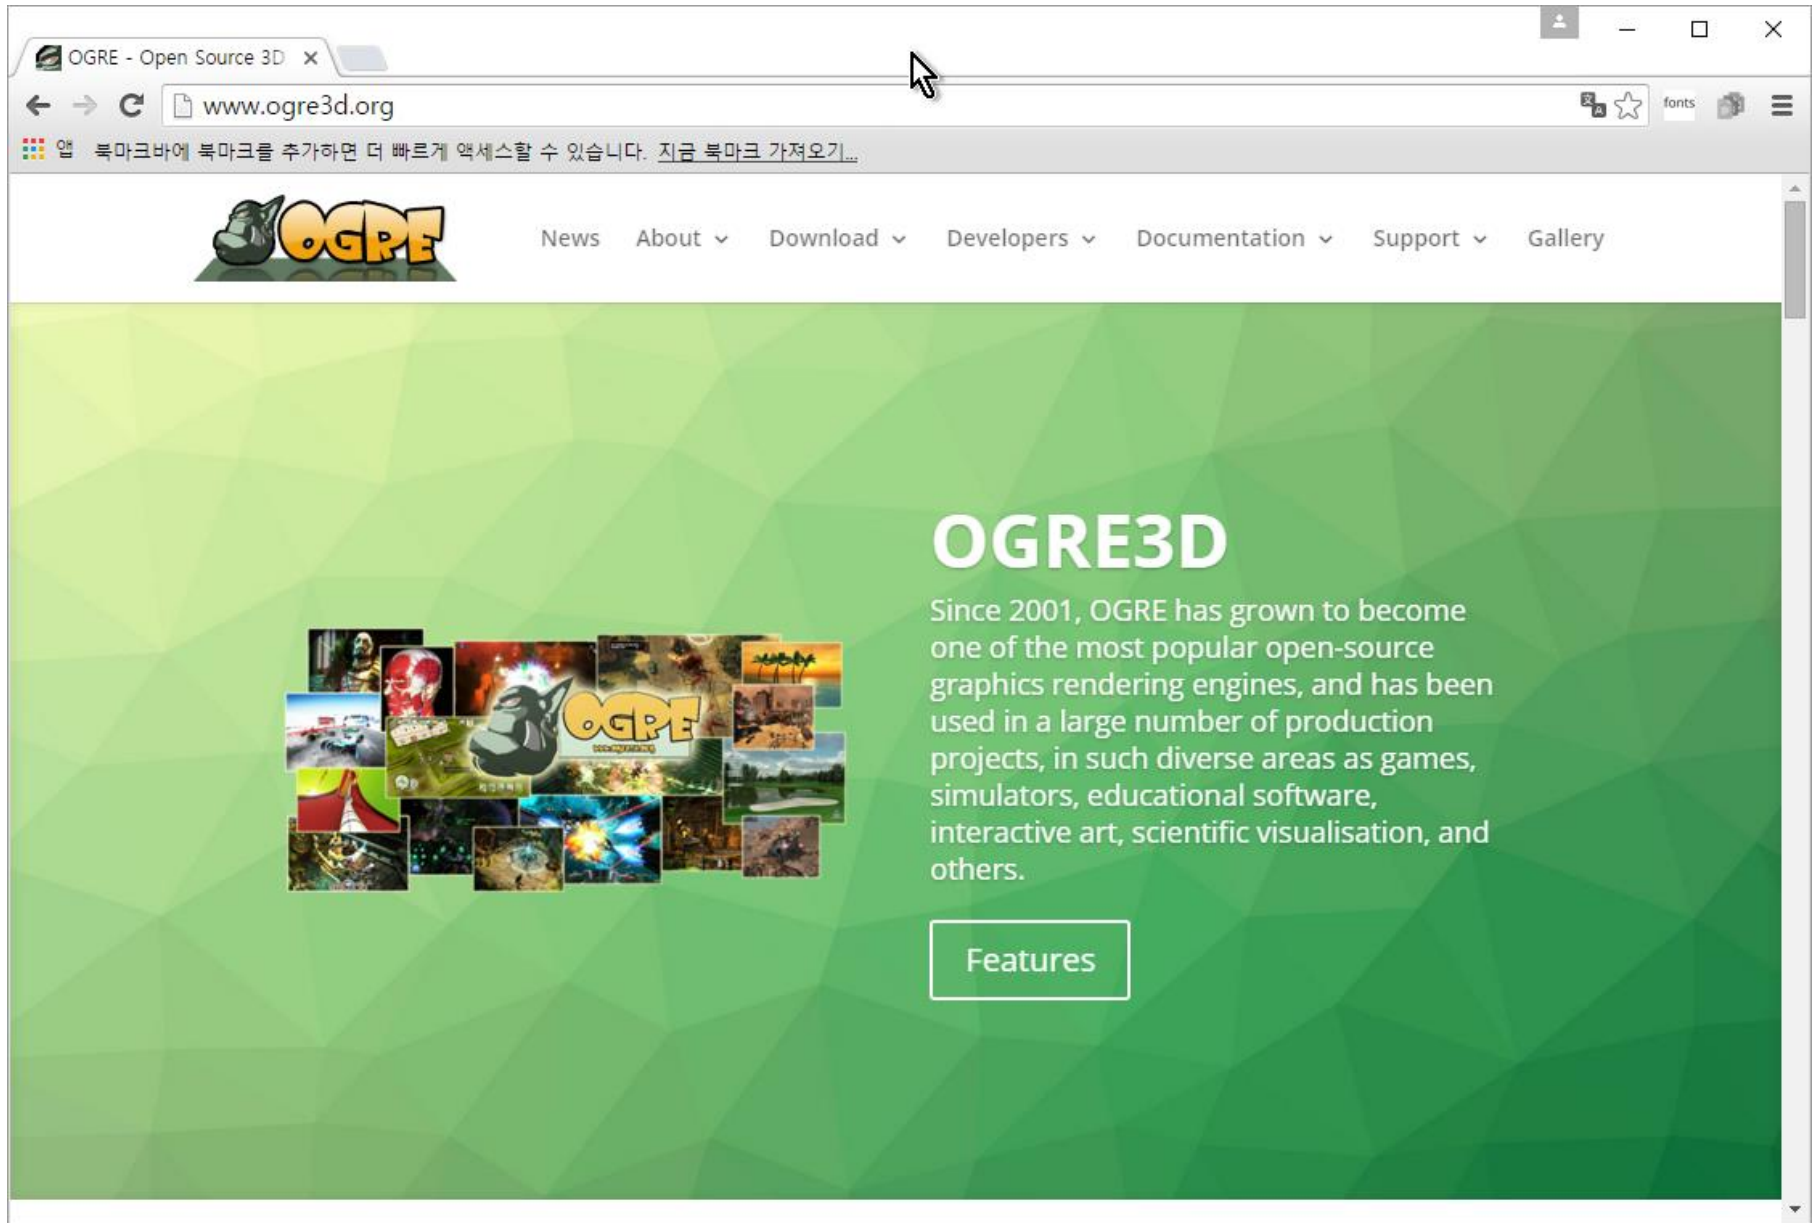 OGRE - Open Source 3D
www.ogre3d.org
fonts
앱 북마크바에 북마크를 추가하면 더 빠르게 액세스할 수 있습니다. 지금 북마크 가져오기...
OGRE News About Download Developers Documentation Support Gallery
OGRE3D
Since 2001, OGRE has grown to become
one of the most popular open-source
graphics rendering engines, and has been
used in a large number of production
projects, in such diverse areas as games,
simulators, educational software,
interactive art, scientific visualisation, and
others.
OGRE
Features